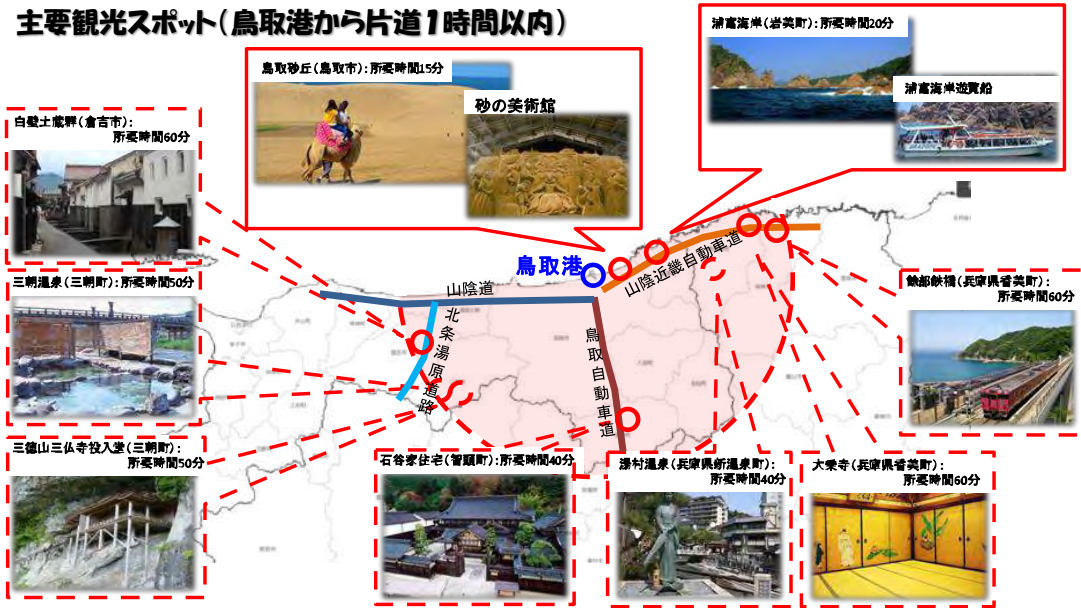 主要観光スポット(鳥取港から片道1時間以内)
浦富海岸(岩美町):所要時間20分
浦富海岸遊覧船
鳥取砂丘(鳥取市):所要時間15分
砂の美術館
白壁土蔵群(倉吉市):
所要時間60分
三朝温泉(三朝町):所要時間50分
三徳山三仏寺投入堂(三朝町):
所要時間50分
鳥取港
山陰道
山陰近畿自動車道
北条湯原道路
鳥取自動車道
餘部鉄橋(兵庫県香美町):
所要時間60分
石谷家住宅(智頭町):所要時間40分
湯村温泉(兵庫県新温泉町):
所要時間40分
大乗寺(兵庫県香美町):
所要時間60分